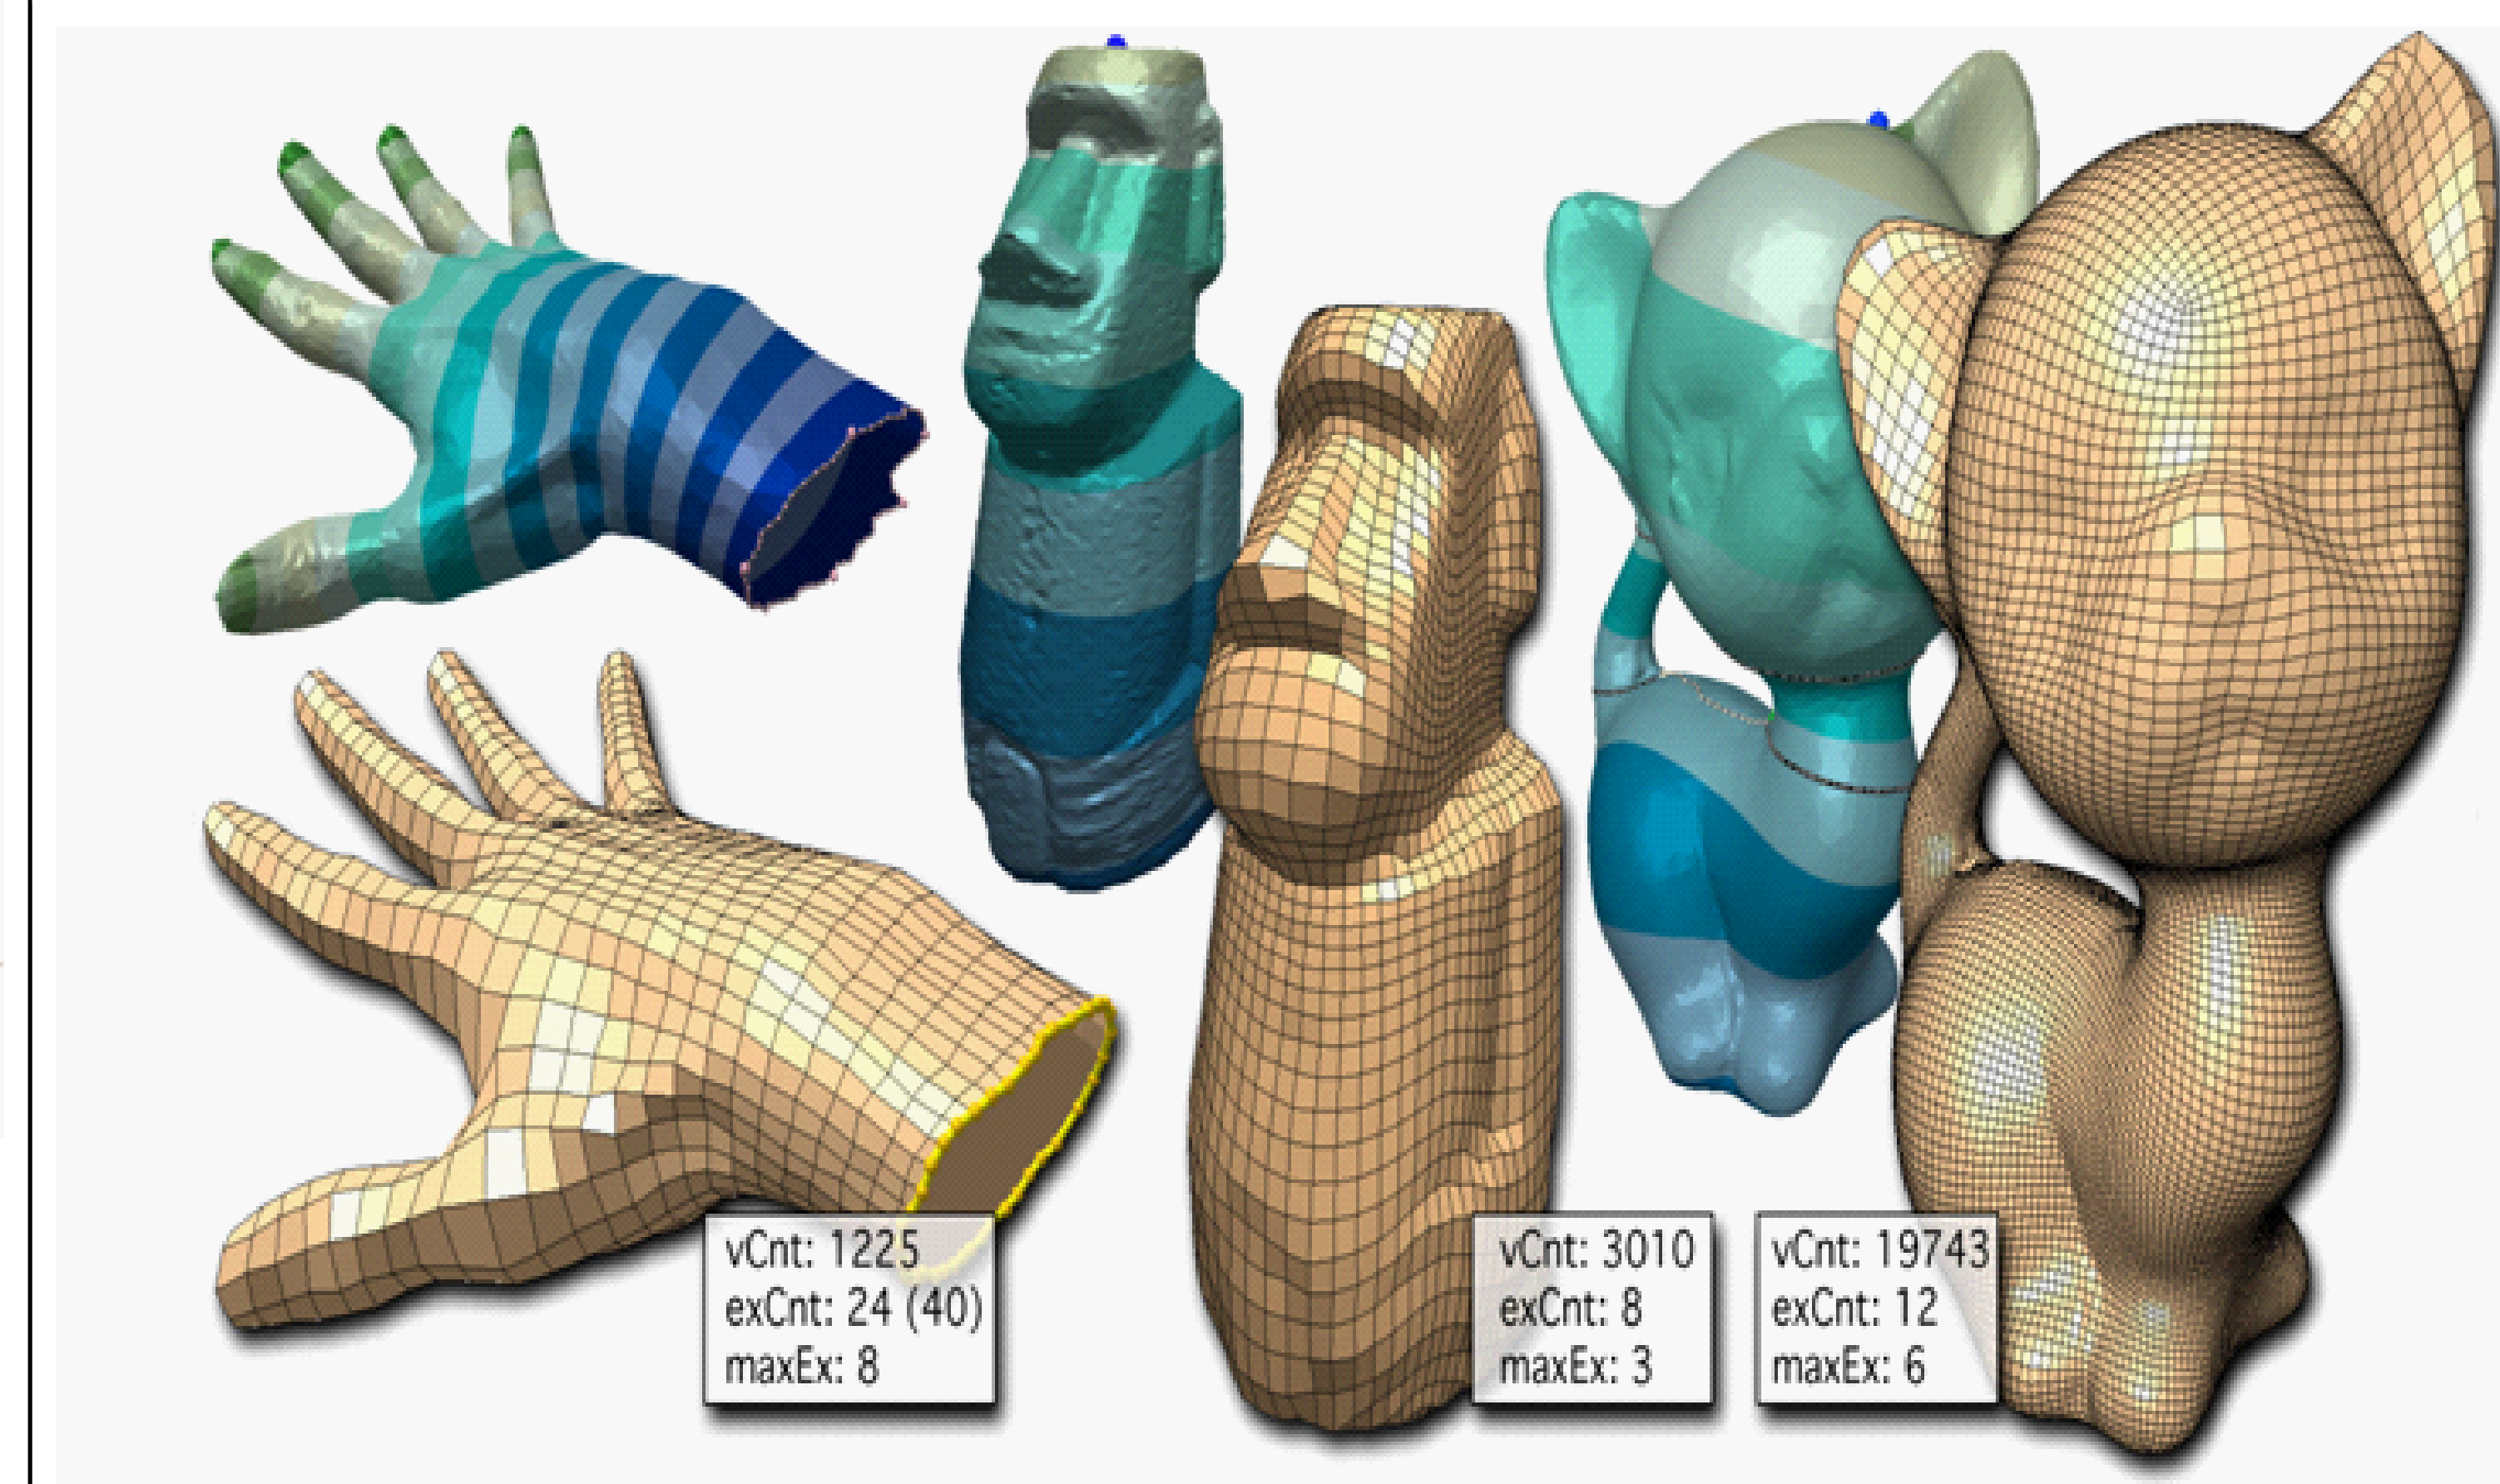 vCnt: 1225
exCnt: 24 (40)
maxEx: 8
vCnt: 3010
exCnt: 8
maxEx: 3
vCnt: 19743
exCnt: 12
maxEx: 6